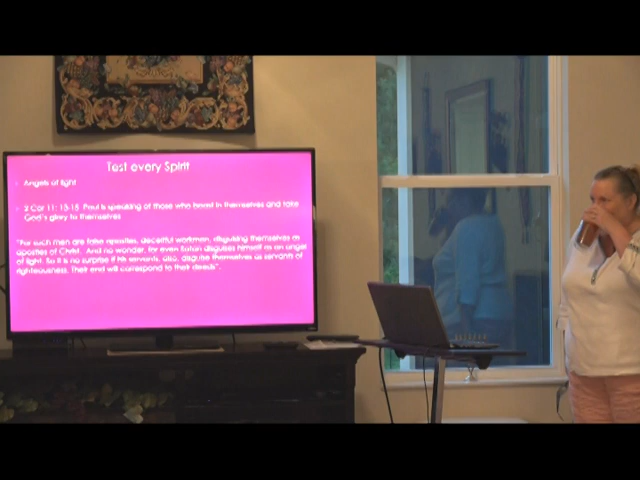 Test every Spirit
Angels of light
2 Cor 11: 13-15 Paul is speaking of those who boast in themselves and take
God's glory to themselves
"For such men are false apostles, deceitful workmen, disguising themselves as
apostles of Christ. And no wonder, for even Satan disguises himself as an angel
of light. So it is no surprise if his servants, also, disguise themselves as servants of
righteousness. Their end will correspond to their deeds".